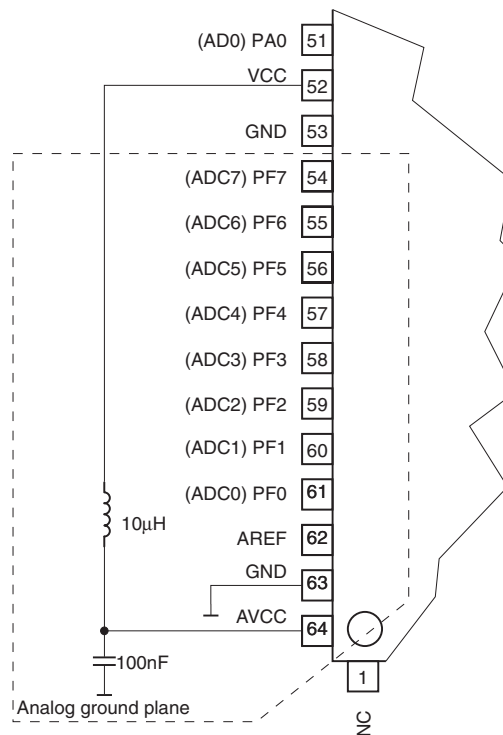 (AD0) PA0 51
VCC 52
GND 53
(ADC7) PF7 54
(ADC6) PF6 55
(ADC5) PF5 56
(ADC4) PF4 57
(ADC3) PF3 58
(ADC2) PF2 59
(ADC1) PF1 60
(ADC0) PF0 61
10μH
AREF 62
GND 63
AVCC 64
100nF
1
Analog ground plane
NC